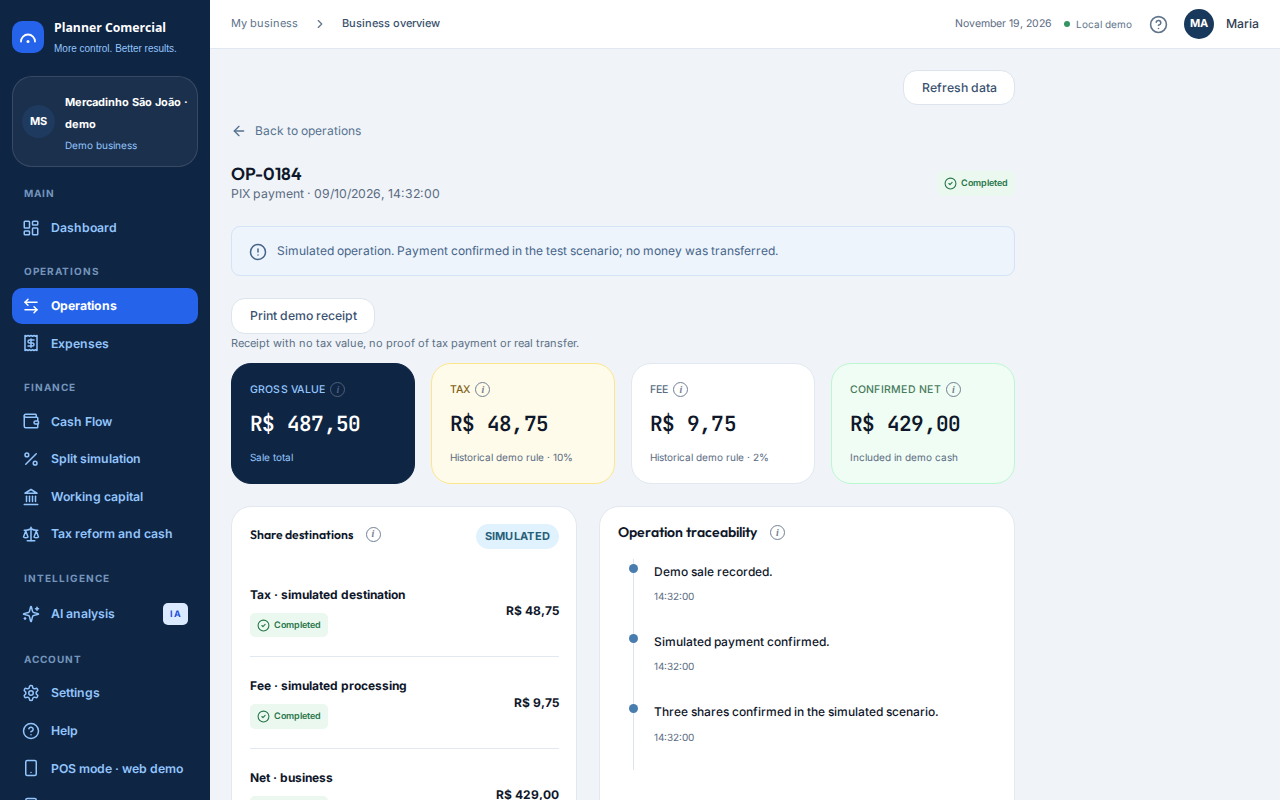 Planner Comercial
More control. Better results.
MS
Mercadinho São João ·
demo
Demo business
MAIN
Dashboard
OPERATIONS
Operations
Expenses
FINANCE
Cash Flow
Split simulation
Working capital
Tax reform and cash
INTELLIGENCE
AI analysis
IA
ACCOUNT
Settings
Help
POS mode · web demo
My business
Business overview
November 19, 2026
Local demo
MA
Maria
Refresh data
Back to operations
OP-0184
PIX payment · 09/10/2026, 14:32:00
Completed
Simulated operation. Payment confirmed in the test scenario; no money was transferred.
Print demo receipt
Receipt with no tax value, no proof of tax payment or real transfer.
GROSS VALUE i
R$ 487,50
Sale total
TAX i
R$ 48,75
Historical demo rule · 10%
FEE i
R$ 9,75
Historical demo rule · 2%
CONFIRMED NET i
R$ 429,00
Included in demo cash
Share destinations i
SIMULATED
Tax · simulated destination
Completed
R$ 48,75
Fee · simulated processing
Completed
R$ 9,75
Net · business
R$ 429,00
Operation traceability i
Demo sale recorded.
14:32:00
Simulated payment confirmed.
14:32:00
Three shares confirmed in the simulated scenario.
14:32:00